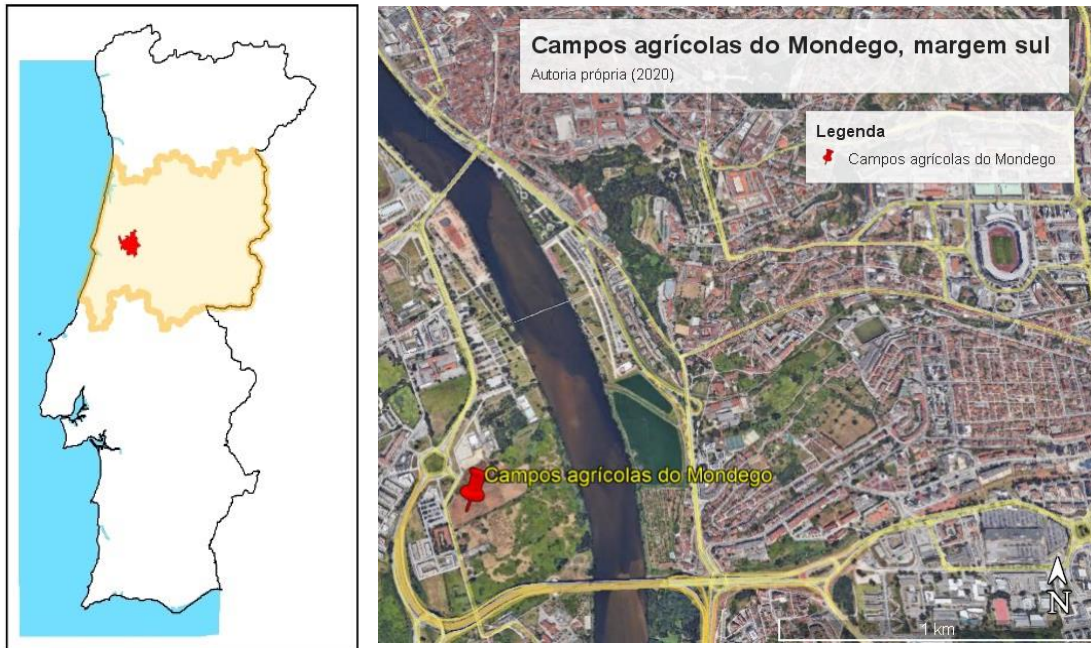 Campos agrícolas do Mondego, margem sul
Autoria própria (2020)
Legenda
Campos agrícolas do Mondego
Campos agrícolas do Mondego
N
1 km